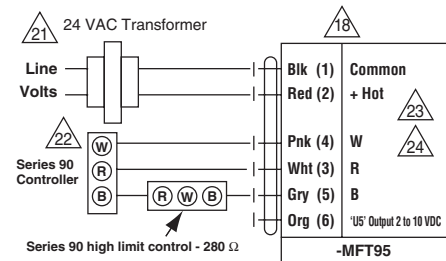 21 24 VAC Transformer 18
Line Blk (1) Common
Volts Red (2) + Hot
23
22 W Pnk (4) W 24
Series 90 R Wht (3) R
Controller
B R W B Gry (5) B
Org (6) 'U5' Output 2 to 10 VDC
Series 90 high limit control - 280 Ω
-MFT95